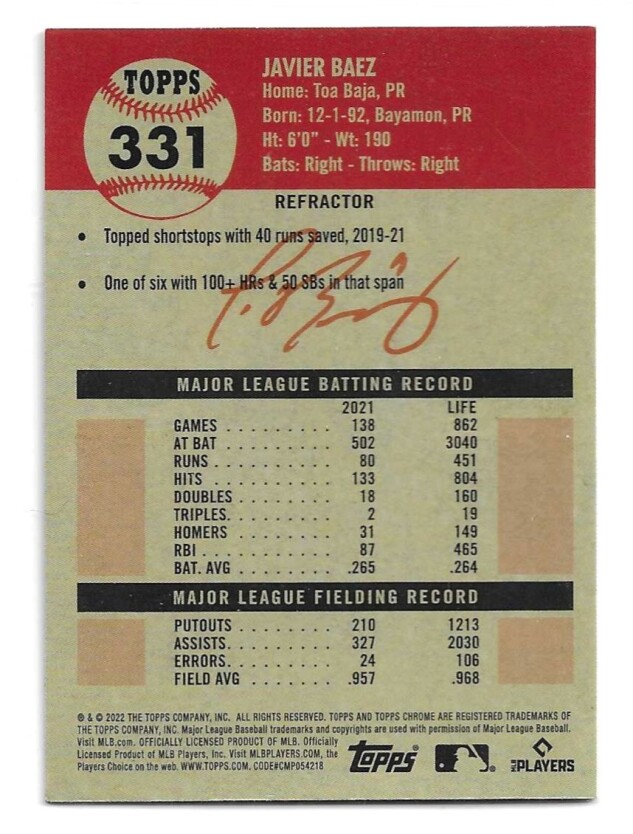 TOPPS
331
JAVIER BAEZ
Home: Toa Baja, PR
Born: 12-1-92, Bayamon, PR
Ht: 6'0" - Wt: 190
Bats: Right - Throws: Right
REFRACTOR
• Topped shortstops with 40 runs saved, 2019-21
• One of six with 100+ HRs & 50 SBs in that span
MAJOR LEAGUE BATTING RECORD
2021 LIFE
GAMES . . . . . . . . . 138 862
AT BAT . . . . . . . . . 502 3040
RUNS. . . . . . . . . . 80 451
HITS . . . . . . . . . 133 804
DOUBLES . . . . . . . . 18 160
TRIPLES. . . . . . . . . 2 19
HOMERS . . . . . . . . 31 149
RBI . . . . . . . . . . 87 465
BAT. AVG . . . . . . . .265 .264
MAJOR LEAGUE FIELDING RECORD
PUTOUTS . . . . . . . . 210 1213
ASSISTS. . . . . . . . . 327 2030
ERRORS. . . . . . . . . 24 106
FIELD AVG . . . . . . . .957 .968
® & © 2022 THE TOPPS COMPANY, INC. ALL RIGHTS RESERVED. TOPPS AND TOPPS CHROME ARE REGISTERED TRADEMARKS OF
THE TOPPS COMPANY, INC. Major League Baseball trademarks and copyrights are used with permission of Major League Baseball.
Visit MLB.com. OFFICIALLY LICENSED PRODUCT OF MLB. Officially
Licensed Product of MLB Players, Inc. Visit MLBPLAYERS.COM, the
Players Choice on the web. WWW.TOPPS.COM. CODE#CMP054218
Topps
MLB PLAYERS